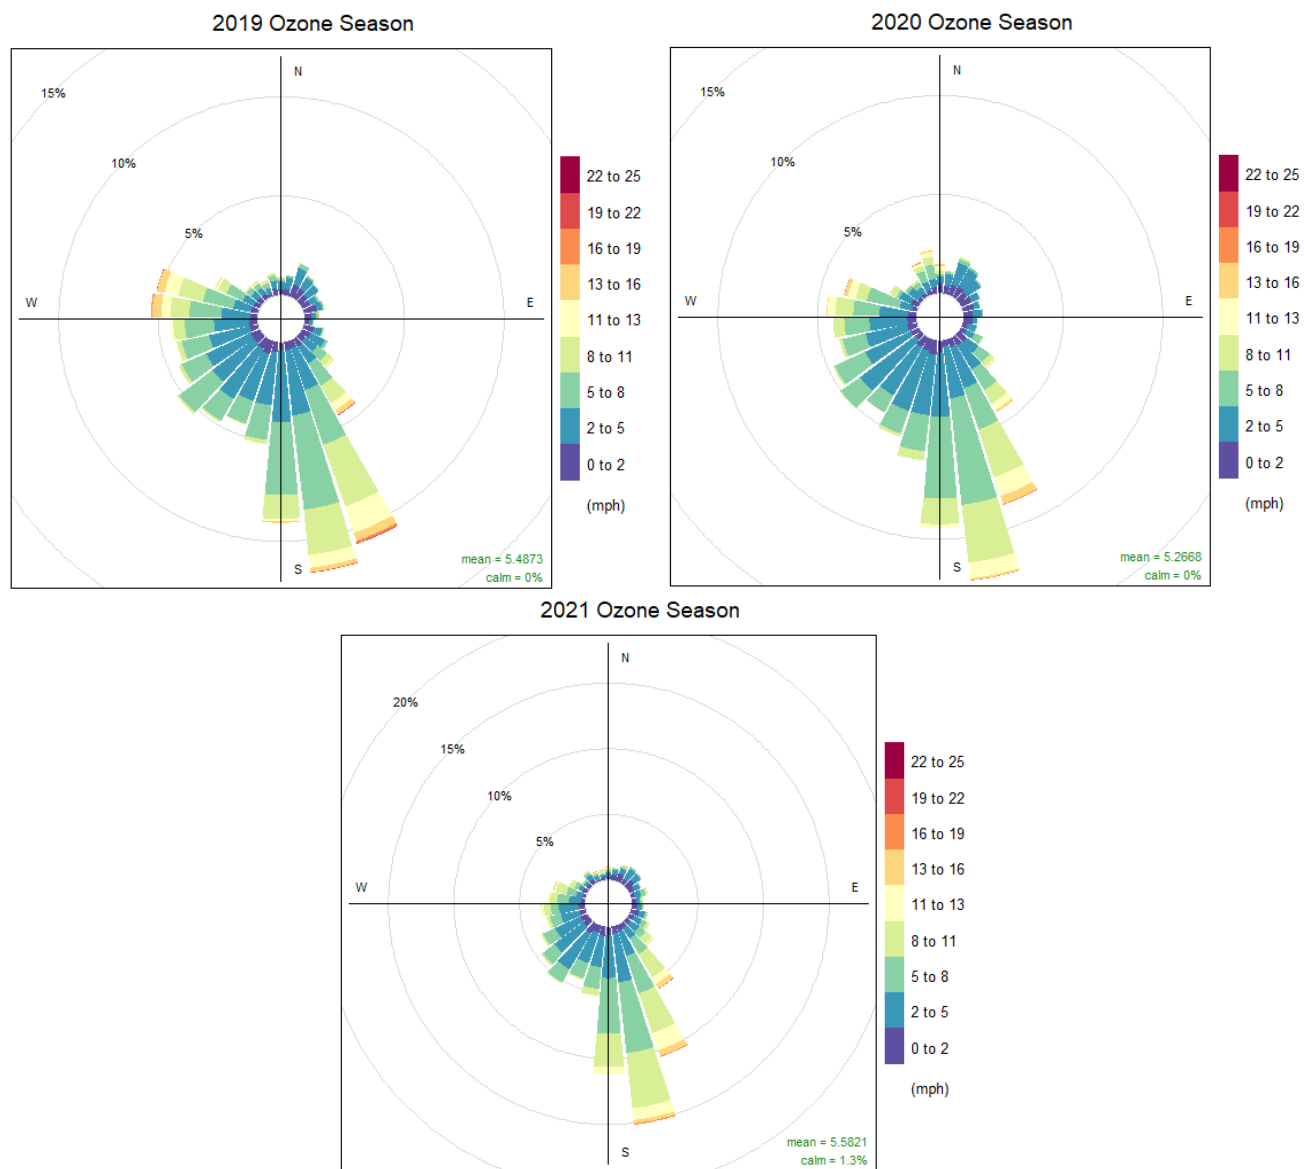 2019 Ozone Season
N
15%
10%
5%
W
E
S
mean = 5.4873
calm = 0%
22 to 25
19 to 22
16 to 19
13 to 16
11 to 13
8 to 11
5 to 8
2 to 5
0 to 2
(mph)
2020 Ozone Season
N
15%
10%
5%
W
E
S
mean = 5.2668
calm = 0%
22 to 25
19 to 22
16 to 19
13 to 16
11 to 13
8 to 11
5 to 8
2 to 5
0 to 2
(mph)
2021 Ozone Season
N
20%
15%
10%
5%
W
E
S
mean = 5.5821
calm = 1.3%
22 to 25
19 to 22
16 to 19
13 to 16
11 to 13
8 to 11
5 to 8
2 to 5
0 to 2
(mph)